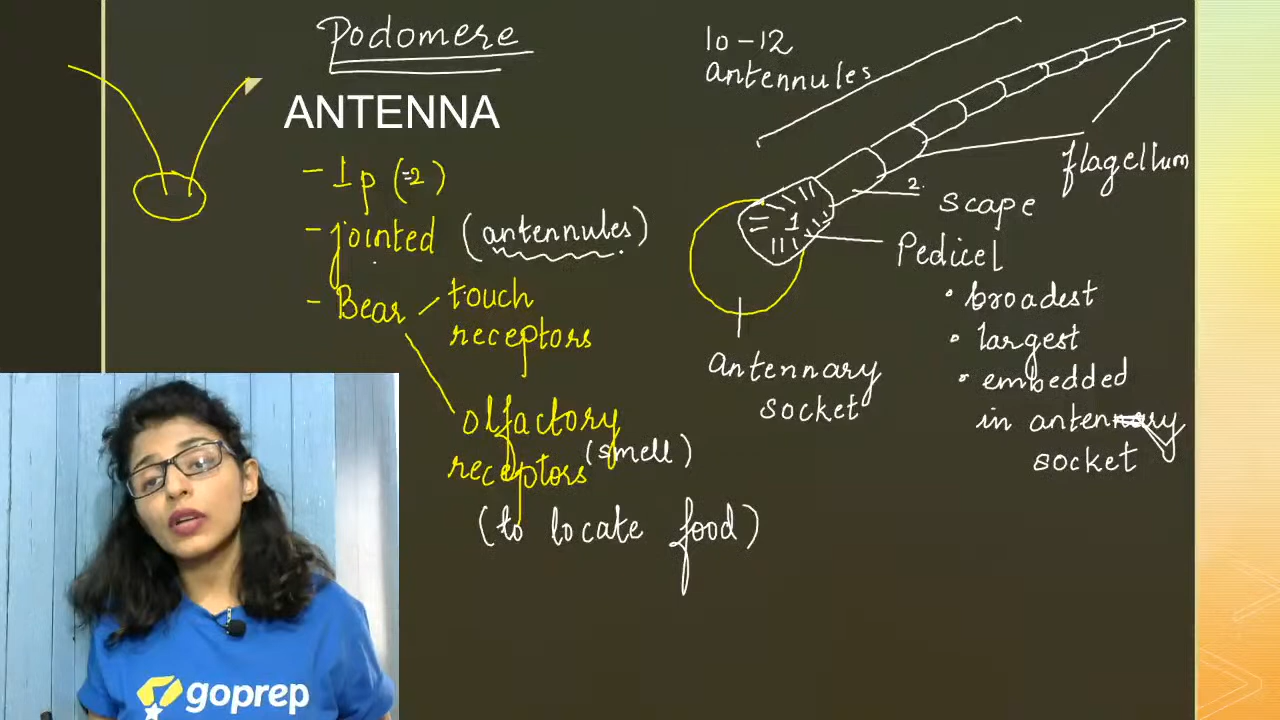 Podomere
ANTENNA
- 1p (=2)
- jointed (antennules)
- Bear
touch
receptors
olfactory
receptors (smell)
(to locate food)
10-12
antennules
flagellum
2.
scape
1
Pedicel
• broadest
• largest
• embedded
in antennary
socket
Antennary
socket
goprep